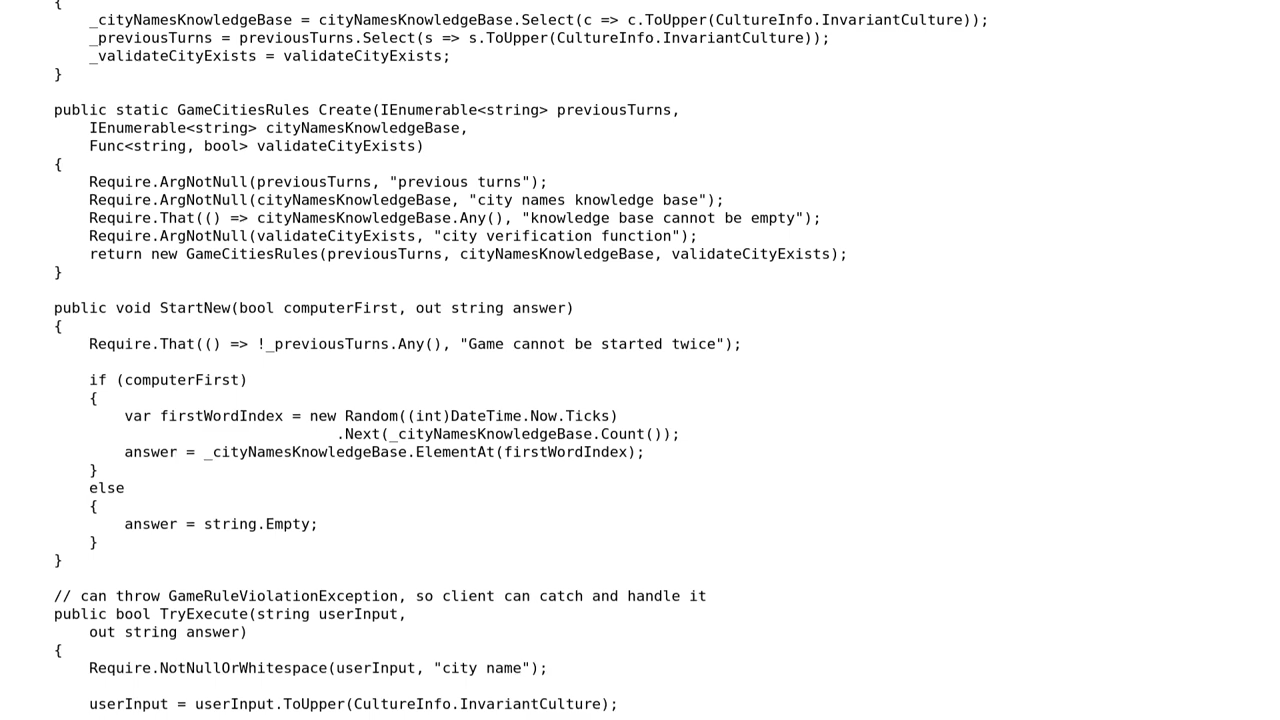 {
_cityNamesKnowledgeBase = cityNamesKnowledgeBase.Select(c => c.ToUpper(CultureInfo.InvariantCulture));
_previousTurns = previousTurns.Select(s => s.ToUpper(CultureInfo.InvariantCulture));
_validateCityExists = validateCityExists;
}
public static GameCitiesRules Create(IEnumerable<string> previousTurns,
IEnumerable<string> cityNamesKnowledgeBase,
Func<string, bool> validateCityExists)
{
Require.ArgNotNull(previousTurns, "previous turns");
Require.ArgNotNull(cityNamesKnowledgeBase, "city names knowledge base");
Require.That(() => cityNamesKnowledgeBase.Any(), "knowledge base cannot be empty");
Require.ArgNotNull(validateCityExists, "city verification function");
return new GameCitiesRules(previousTurns, cityNamesKnowledgeBase, validateCityExists);
}
public void StartNew(bool computerFirst, out string answer)
{
Require.That(() => !_previousTurns.Any(), "Game cannot be started twice");
if (computerFirst)
{
var firstWordIndex = new Random((int)DateTime.Now.Ticks)
.Next(_cityNamesKnowledgeBase.Count());
answer = _cityNamesKnowledgeBase.ElementAt(firstWordIndex);
}
else
{
answer = string.Empty;
}
}
// can throw GameRuleViolationException, so client can catch and handle it
public bool TryExecute(string userInput,
out string answer)
{
Require.NotNullOrWhitespace(userInput, "city name");
userInput = userInput.ToUpper(CultureInfo.InvariantCulture);